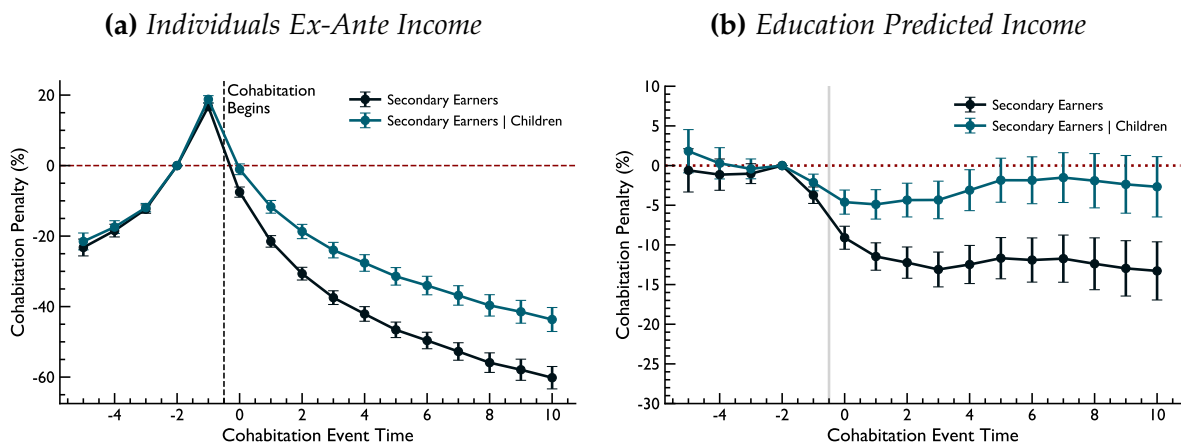 (a) Individuals Ex-Ante Income
Cohabitation
Begins
Secondary Earners
Secondary Earners | Children
20
0
-20
-40
-60
Cohabitation Penalty (%)
-4
-2
0
2
4
6
8
10
Cohabitation Event Time
(b) Education Predicted Income
Secondary Earners
Secondary Earners | Children
10
5
0
-5
-10
-15
-20
-25
-30
Cohabitation Penalty (%)
-4
-2
0
2
4
6
8
10
Cohabitation Event Time